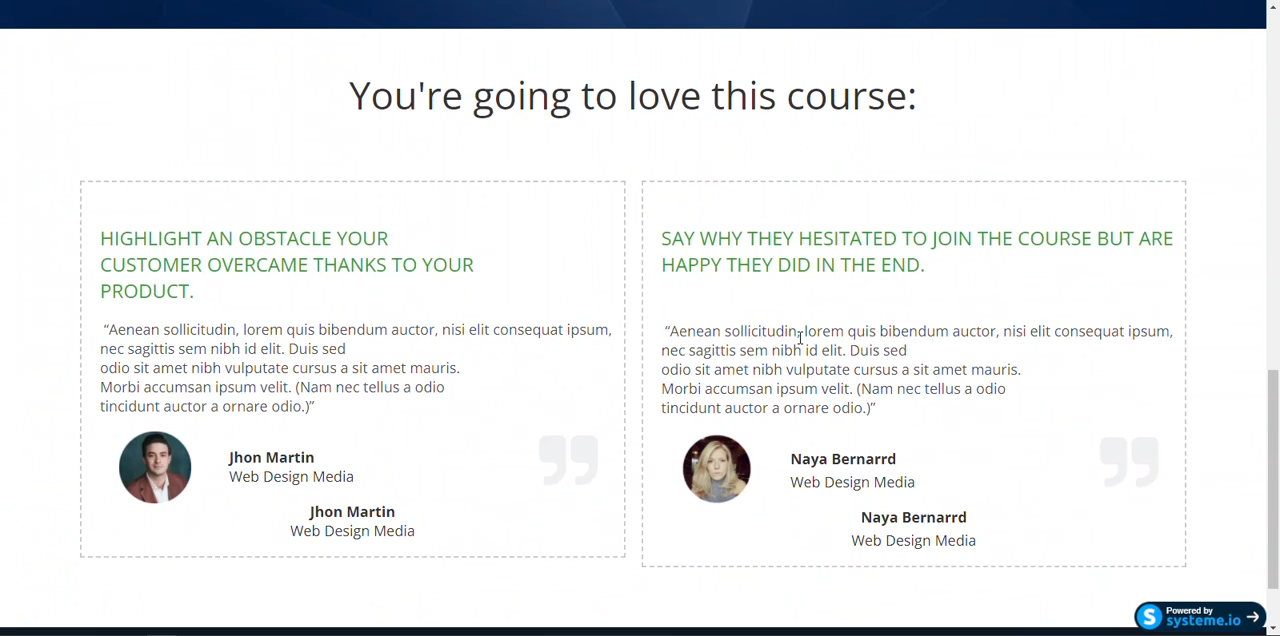 You're going to love this course:
HIGHLIGHT AN OBSTACLE YOUR
CUSTOMER OVERCAME THANKS TO YOUR
PRODUCT.
“Aenean sollicitudin, lorem quis bibendum auctor, nisi elit consequat ipsum,
nec sagittis sem nibh id elit. Duis sed
odio sit amet nibh vulputate cursus a sit amet mauris.
Morbi accumsan ipsum velit. (Nam nec tellus a odio
tincidunt auctor a ornare odio.)”
Jhon Martin
Web Design Media
Jhon Martin
Web Design Media
SAY WHY THEY HESITATED TO JOIN THE COURSE BUT ARE
HAPPY THEY DID IN THE END.
“Aenean sollicitudin, lorem quis bibendum auctor, nisi elit consequat ipsum,
nec sagittis sem nibh id elit. Duis sed
odio sit amet nibh vulputate cursus a sit amet mauris.
Morbi accumsan ipsum velit. (Nam nec tellus a odio
tincidunt auctor a ornare odio.)”
Naya Bernarrd
Web Design Media
Naya Bernarrd
Web Design Media
Powered by
systeme.io